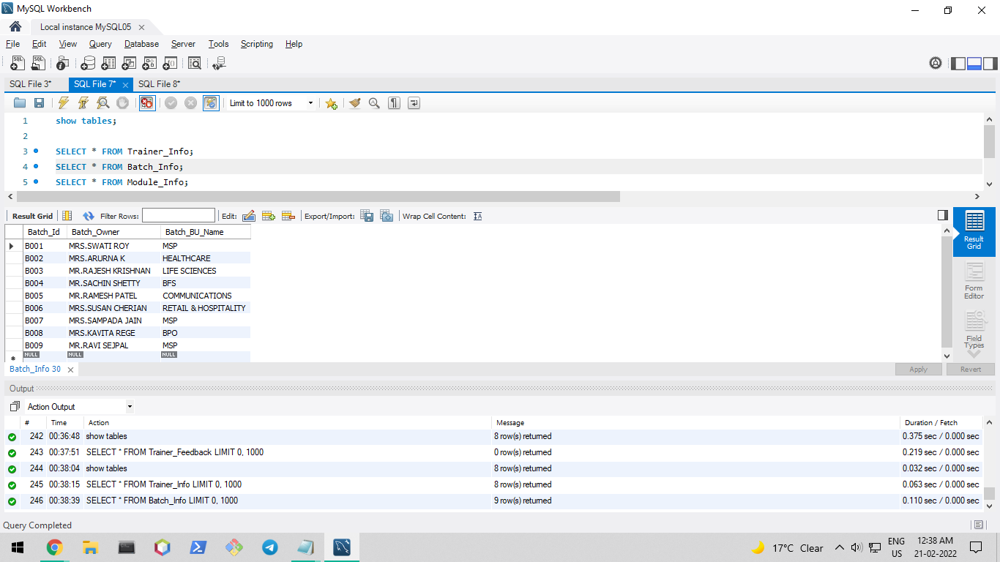 MySQL Workbench
Local instance MySQL05
File Edit View Query Database Server Tools Scripting Help
SQL File 3* SQL File 7* SQL File 8*
Limit to 1000 rows
1 show tables;
2
3 SELECT * FROM Trainer_Info;
4 SELECT * FROM Batch_Info;
5 SELECT * FROM Module_Info;
Result Grid Filter Rows: Edit: Export/Import: Wrap Cell Content:
Batch_Id Batch_Owner Batch_BU_Name
B001 MRS.SWATI ROY MSP
B002 MRS.ARURNA K HEALTHCARE
B003 MR.RAJESH KRISHNAN LIFE SCIENCES
B004 MR.SACHIN SHETTY BFS
B005 MR.RAMESH PATEL COMMUNICATIONS
B006 MRS.SUSAN CHERIAN RETAIL & HOSPITALITY
B007 MRS.SAMPADA JAIN MSP
B008 MRS.KAVITA REGE BPO
B009 MR.RAVI SEJPAL MSP
NULL NULL NULL
Result
Grid
Form
Editor
Field
Types
Batch_Info 30
Apply Revert
Output
Action Output
# Time Action Message Duration / Fetch
242 00:36:48 show tables 8 row(s) returned 0.375 sec / 0.000 sec
243 00:37:51 SELECT * FROM Trainer_Feedback LIMIT 0, 1000 0 row(s) returned 0.219 sec / 0.000 sec
244 00:38:04 show tables 8 row(s) returned 0.032 sec / 0.000 sec
245 00:38:15 SELECT * FROM Trainer_Info LIMIT 0, 1000 8 row(s) returned 0.063 sec / 0.000 sec
246 00:38:39 SELECT * FROM Batch_Info LIMIT 0, 1000 9 row(s) returned 0.110 sec / 0.000 sec
Query Completed
17°C Clear
ENG
US
12:38 AM
21-02-2022